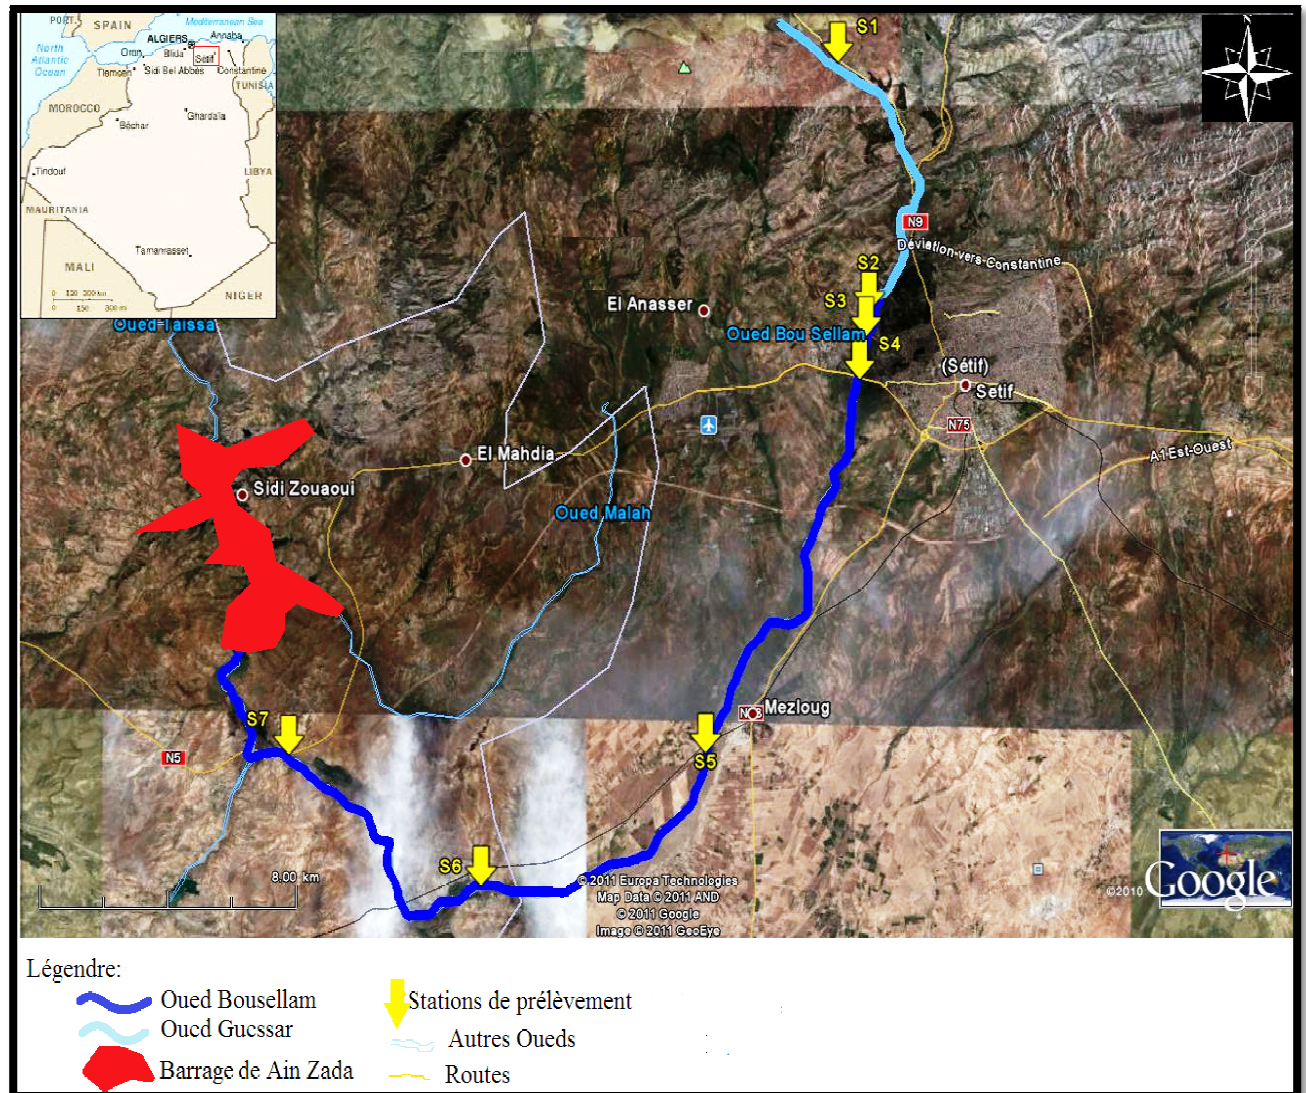 PORT.
SPAIN
Mediterranean Sea
ALGIERS
Annaba
North
Atlantic
Ocean
Oran
Blida
Sétif
Tlemcen
Sidi Bel Abbès
Constantine
TUNISIA
MOROCCO
Béchar
Ghardaïa
Tindouf
LIBYA
MAURITANIA
Tamanrasset
MALI
NIGER
S1
N9
Déviation vers Constantine
S2
S3
El Anasser
Oued Bou Sellam
S4
(Sétif)
Setif
N75
A1 Est-Ouest
Oued Taissa
El Mahdia
Sidi Zouaoui
Oued Malah
Mezloug
S7
N5
S5
S6
8.00 km
© 2011 Europa Technologies
Map Data © 2011 AND
© 2011 Google
Image © 2011 GeoEye
©2010
Google
Légendre:
Oued Bousellam
Stations de prélèvement
Oued Guessar
Autres Oueds
Barrage de Ain Zada
Routes